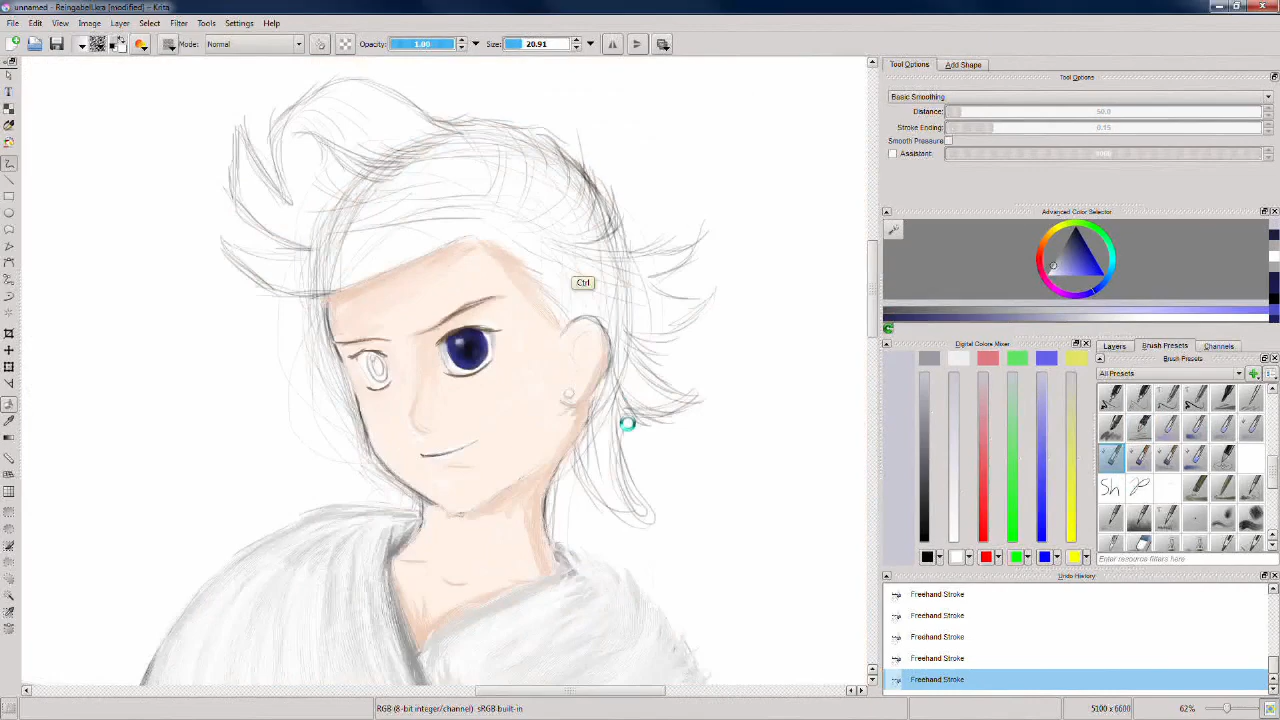 unnamed - Reingabell.kra [modified] - Krita
File Edit View Image Layer Select Filter Tools Settings Help
Mode: Normal Opacity: 1.00 Size: 20.91
Tool Options Add Shape
Tool Options
Basic Smoothing
Distance: 50.0
Stroke Ending: 0.15
Smooth Pressure
Assistant:
Advanced Color Selector
Ctrl
Digital Colors Mixer
Layers Brush Presets Channels
Brush Presets
All Presets
Sh
Enter resource filters here
Undo History
Freehand Stroke
Freehand Stroke
Freehand Stroke
Freehand Stroke
Freehand Stroke
RGB (8-bit integer/channel) sRGB built-in
5100 x 6600
62%